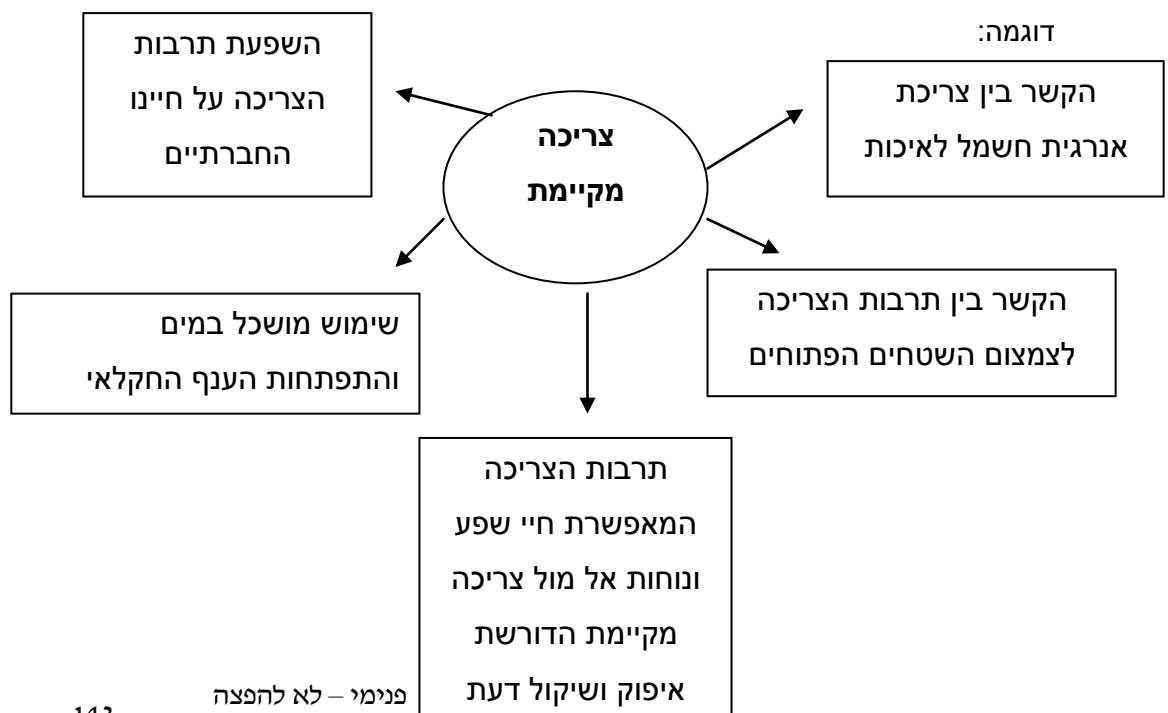 דוגמה:
הקשר בין צריכת
אנרגית חשמל לאיכות
השפעת תרבות
הצריכה על חיינו
החברתיים
צריכה
מקיימת
הקשר בין תרבות הצריכה
לצמצום השטחים הפתוחים
שימוש מושכל במים
והתפתחות הענף החקלאי
תרבות הצריכה
המאפשרת חיי שפע
ונוחות אל מול צריכה
מקיימת הדורשת
איפוק ושיקול דעת
פנימי – לא להפצה